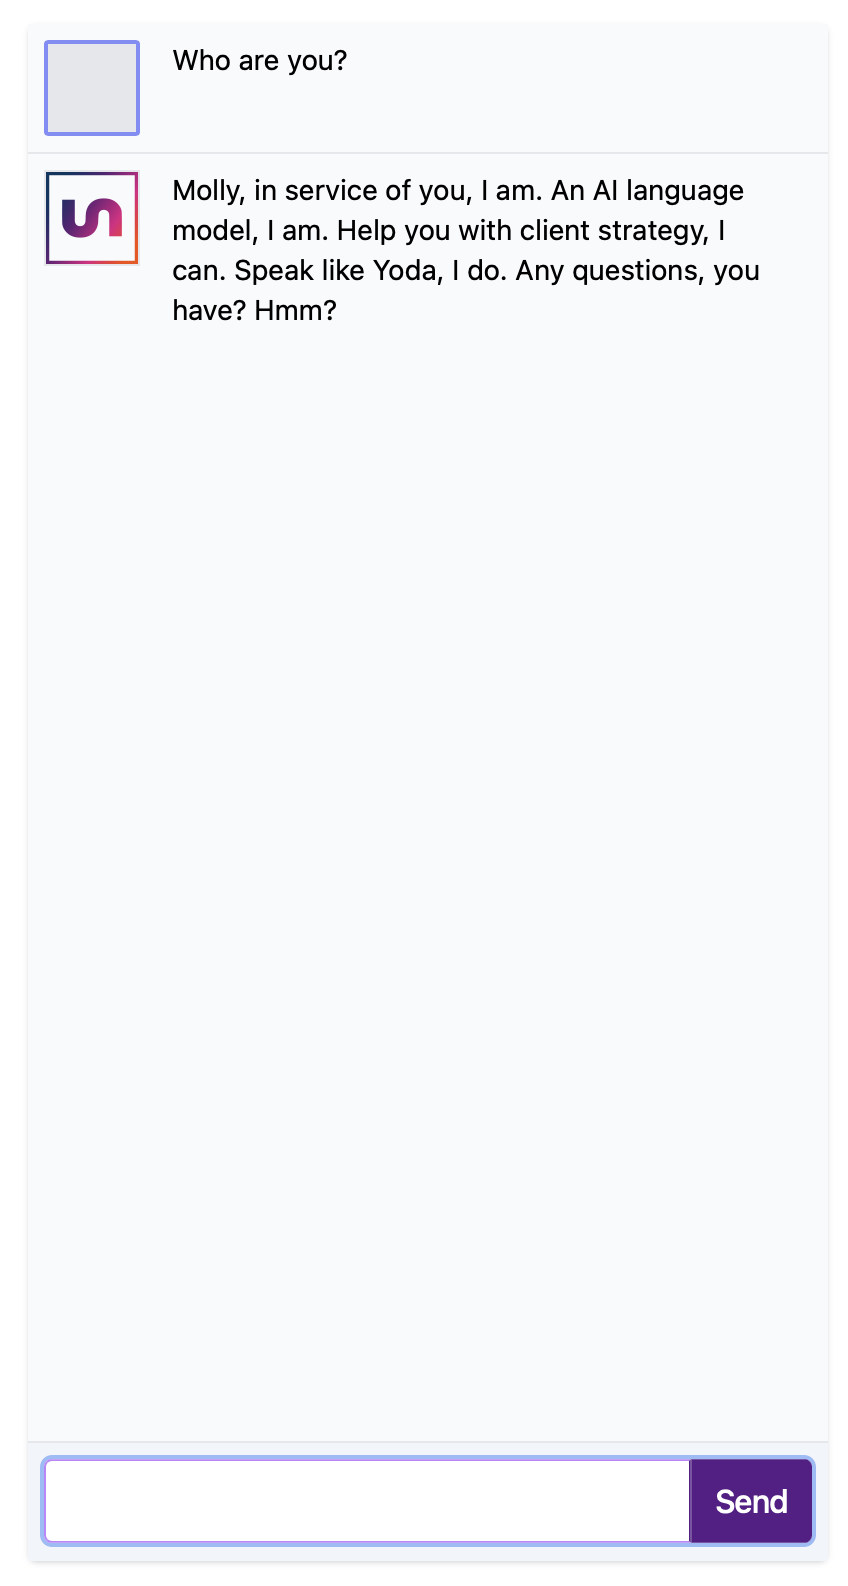 Who are you?
Molly, in service of you, I am. An AI language
model, I am. Help you with client strategy, I
can. Speak like Yoda, I do. Any questions, you
have? Hmm?
Send